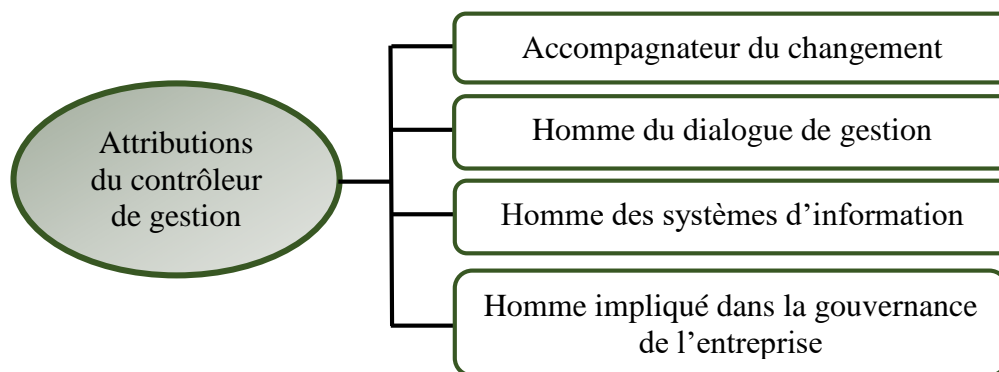 Attributions
du contrôleur
de gestion
Accompagnateur du changement
Homme du dialogue de gestion
Homme des systèmes d’information
Homme impliqué dans la gouvernance
de l’entreprise